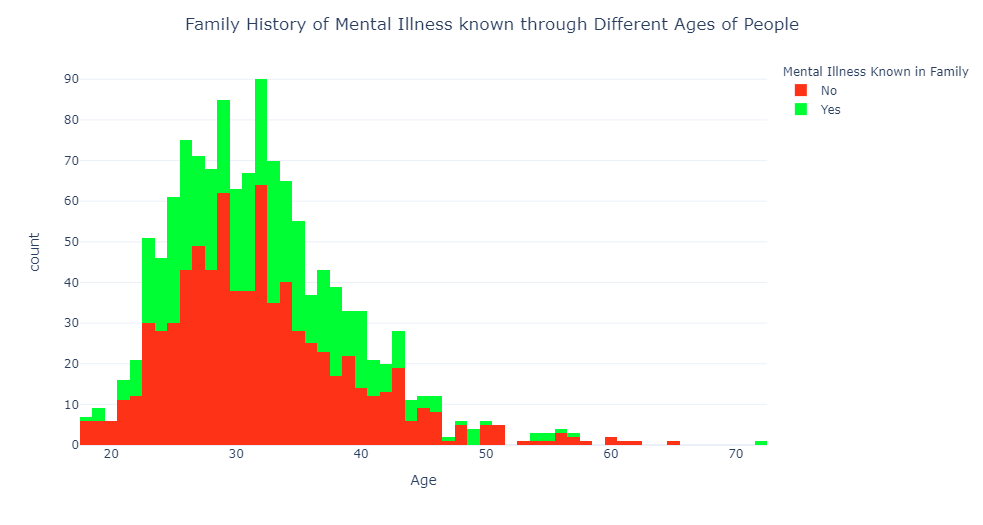 Family History of Mental Illness known through Different Ages of People
Mental Illness Known in Family
No
Yes
90
80
70
60
50
40
30
20
10
0
count
20 30 40 50 60 70
Age